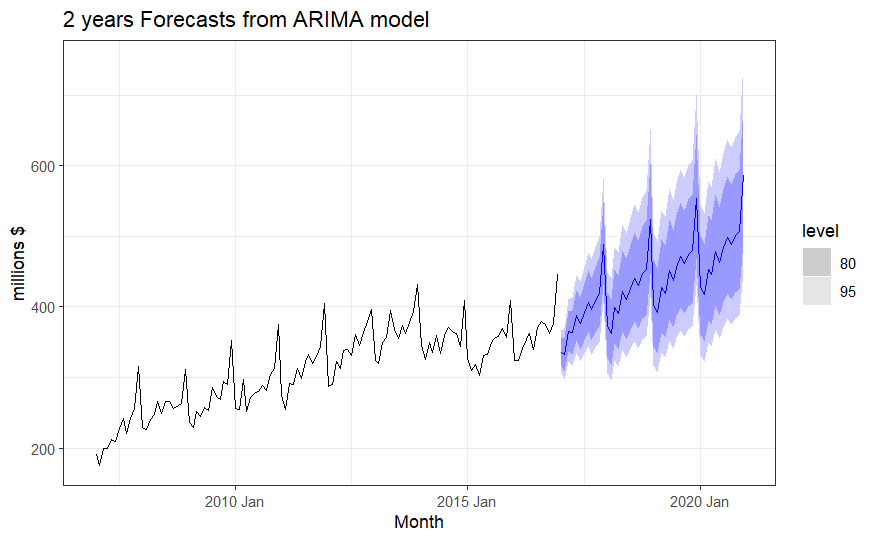 2 years Forecasts from ARIMA model
600
400
200
millions $
2010 Jan
2015 Jan
2020 Jan
Month
level
80
95